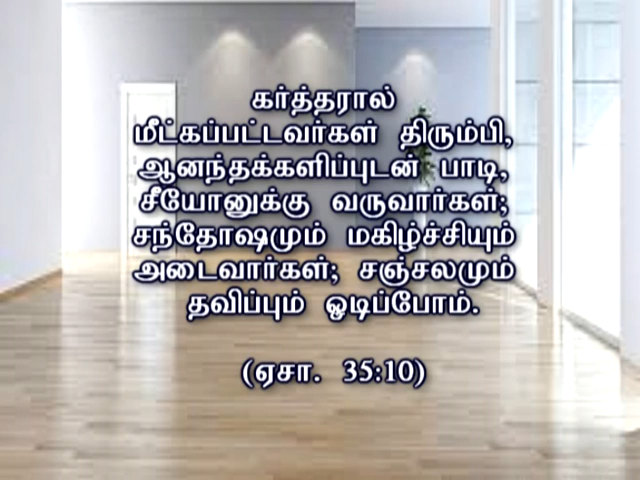 கர்த்தரால்
மீட்கப்பட்டவர்கள் திரும்பி,
ஆனந்தக்களிப்புடன் பாடி,
சீயோனுக்கு வருவார்கள்;
சந்தோஷமும் மகிழ்ச்சியும்
அடைவார்கள்; சஞ்சலமும்
தவிப்பும் ஓடிப்போம்.
(ஏசா. 35:10)